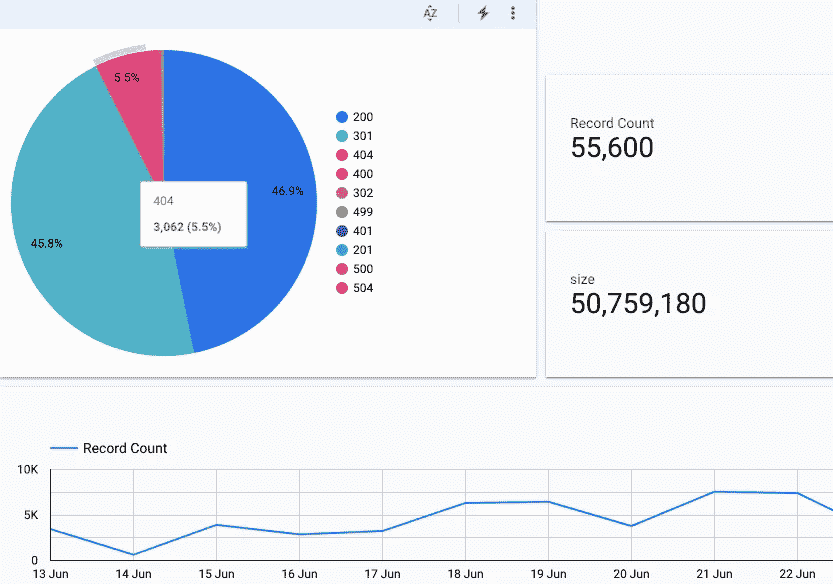 AZ
5.5%
46.9%
45.8%
404
3,062 (5.5%)
200
301
404
400
302
499
401
201
500
504
Record Count
55,600
size
50,759,180
Record Count
10K
5K
0
13 Jun 14 Jun 15 Jun 16 Jun 17 Jun 18 Jun 19 Jun 20 Jun 21 Jun 22 Jun